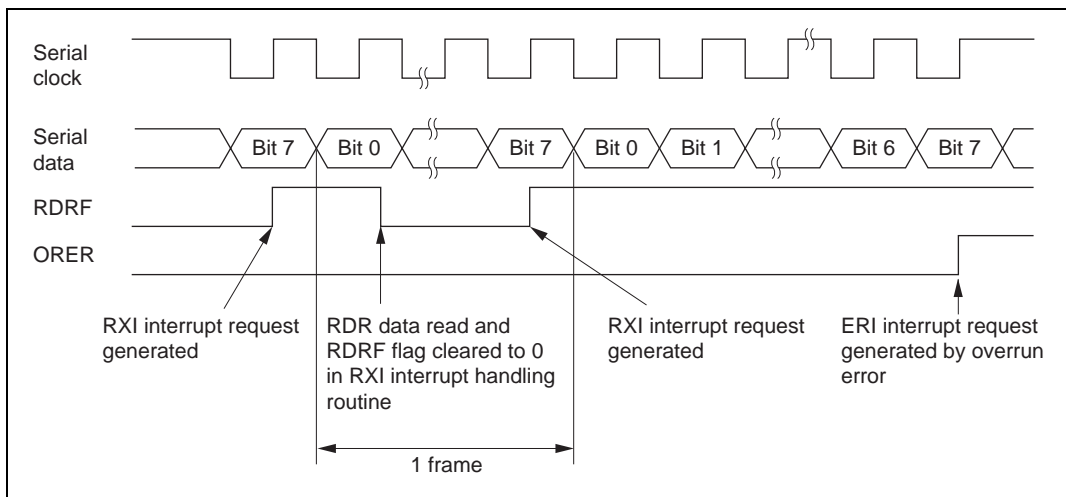 Serial
clock
Serial
data
Bit 7
Bit 0
Bit 7
Bit 0
Bit 1
Bit 6
Bit 7
RDRF
ORER
RXI interrupt request
generated
RDR data read and
RDRF flag cleared to 0
in RXI interrupt handling
routine
RXI interrupt request
generated
ERI interrupt request
generated by overrun
error
1 frame